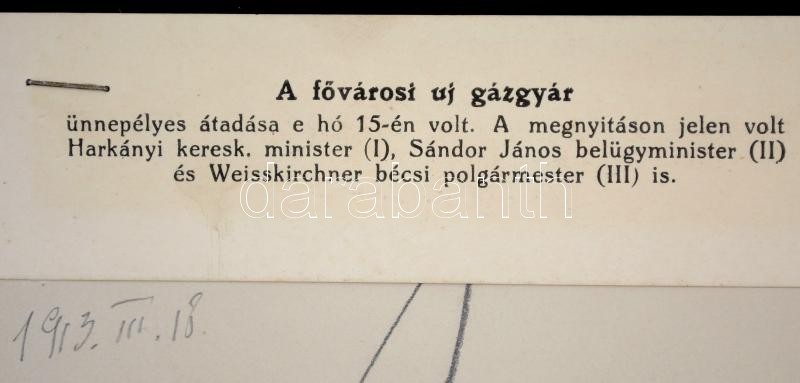 A fővárosi uj gázgyár
ünnepélyes átadása e hó 15-én volt. A megnyitáson jelen volt
Harkányi keresk. minister (I), Sándor János belügyminister (II)
és Weisskirchner bécsi polgármester (III) is.
darabanth
1913. III. 18.